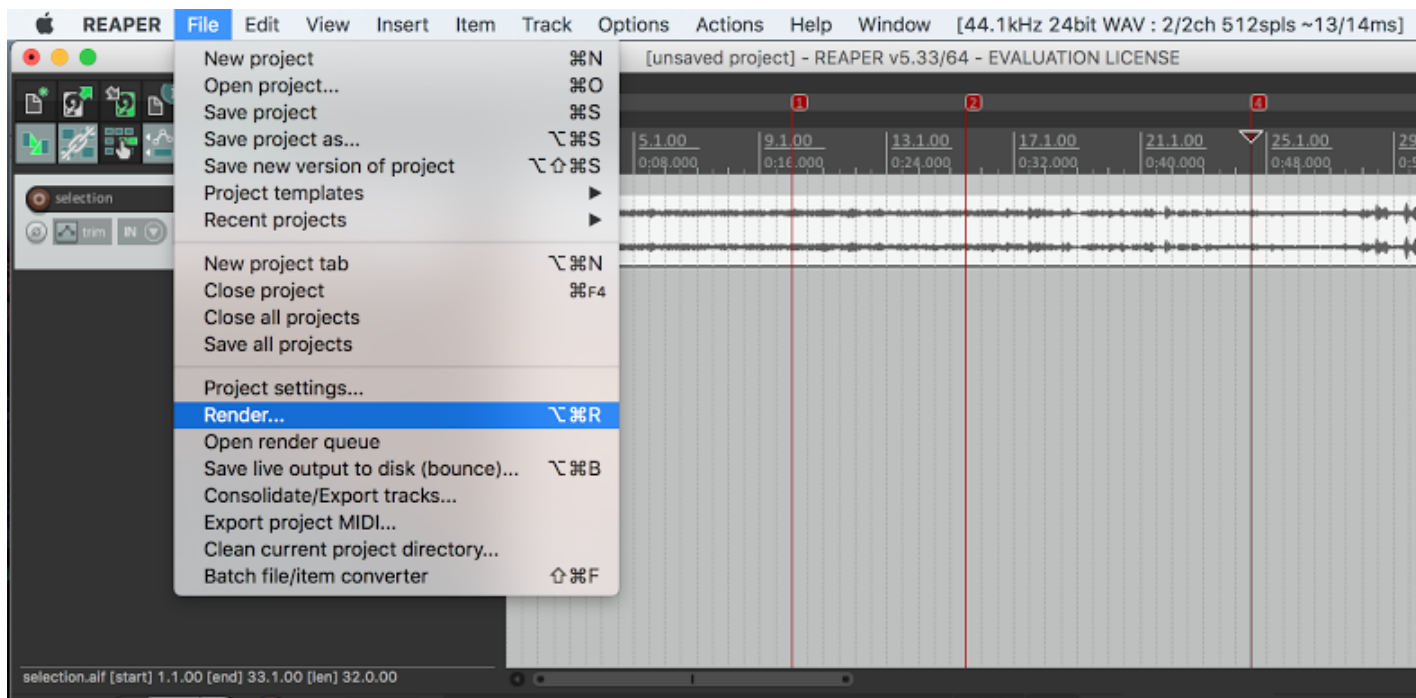 REAPER File Edit View Insert Item Track Options Actions Help Window [44.1kHz 24bit WAV : 2/2ch 512spls ~13/14ms]
[unsaved project] - REAPER v5.33/64 - EVALUATION LICENSE
New project ⌘N
Open project... ⌘O
Save project ⌘S
Save project as... ⌥⌘S
Save new version of project ⌥⇧⌘S
Project templates ▶
Recent projects ▶
New project tab ⌥⌘N
Close project ⌘F4
Close all projects
Save all projects
Project settings...
Render... ⌥⌘R
Open render queue
Save live output to disk (bounce)... ⌥⌘B
Consolidate/Export tracks...
Export project MIDI...
Clean current project directory...
Batch file/item converter ⇧⌘F
1 2 4
5.1.00 9.1.00 13.1.00 17.1.00 21.1.00 25.1.00 29
0:08.000 0:16.000 0:24.000 0:32.000 0:40.000 0:48.000
selection
trim IN
selection.aif [start] 1.1.00 [end] 33.1.00 [len] 32.0.00